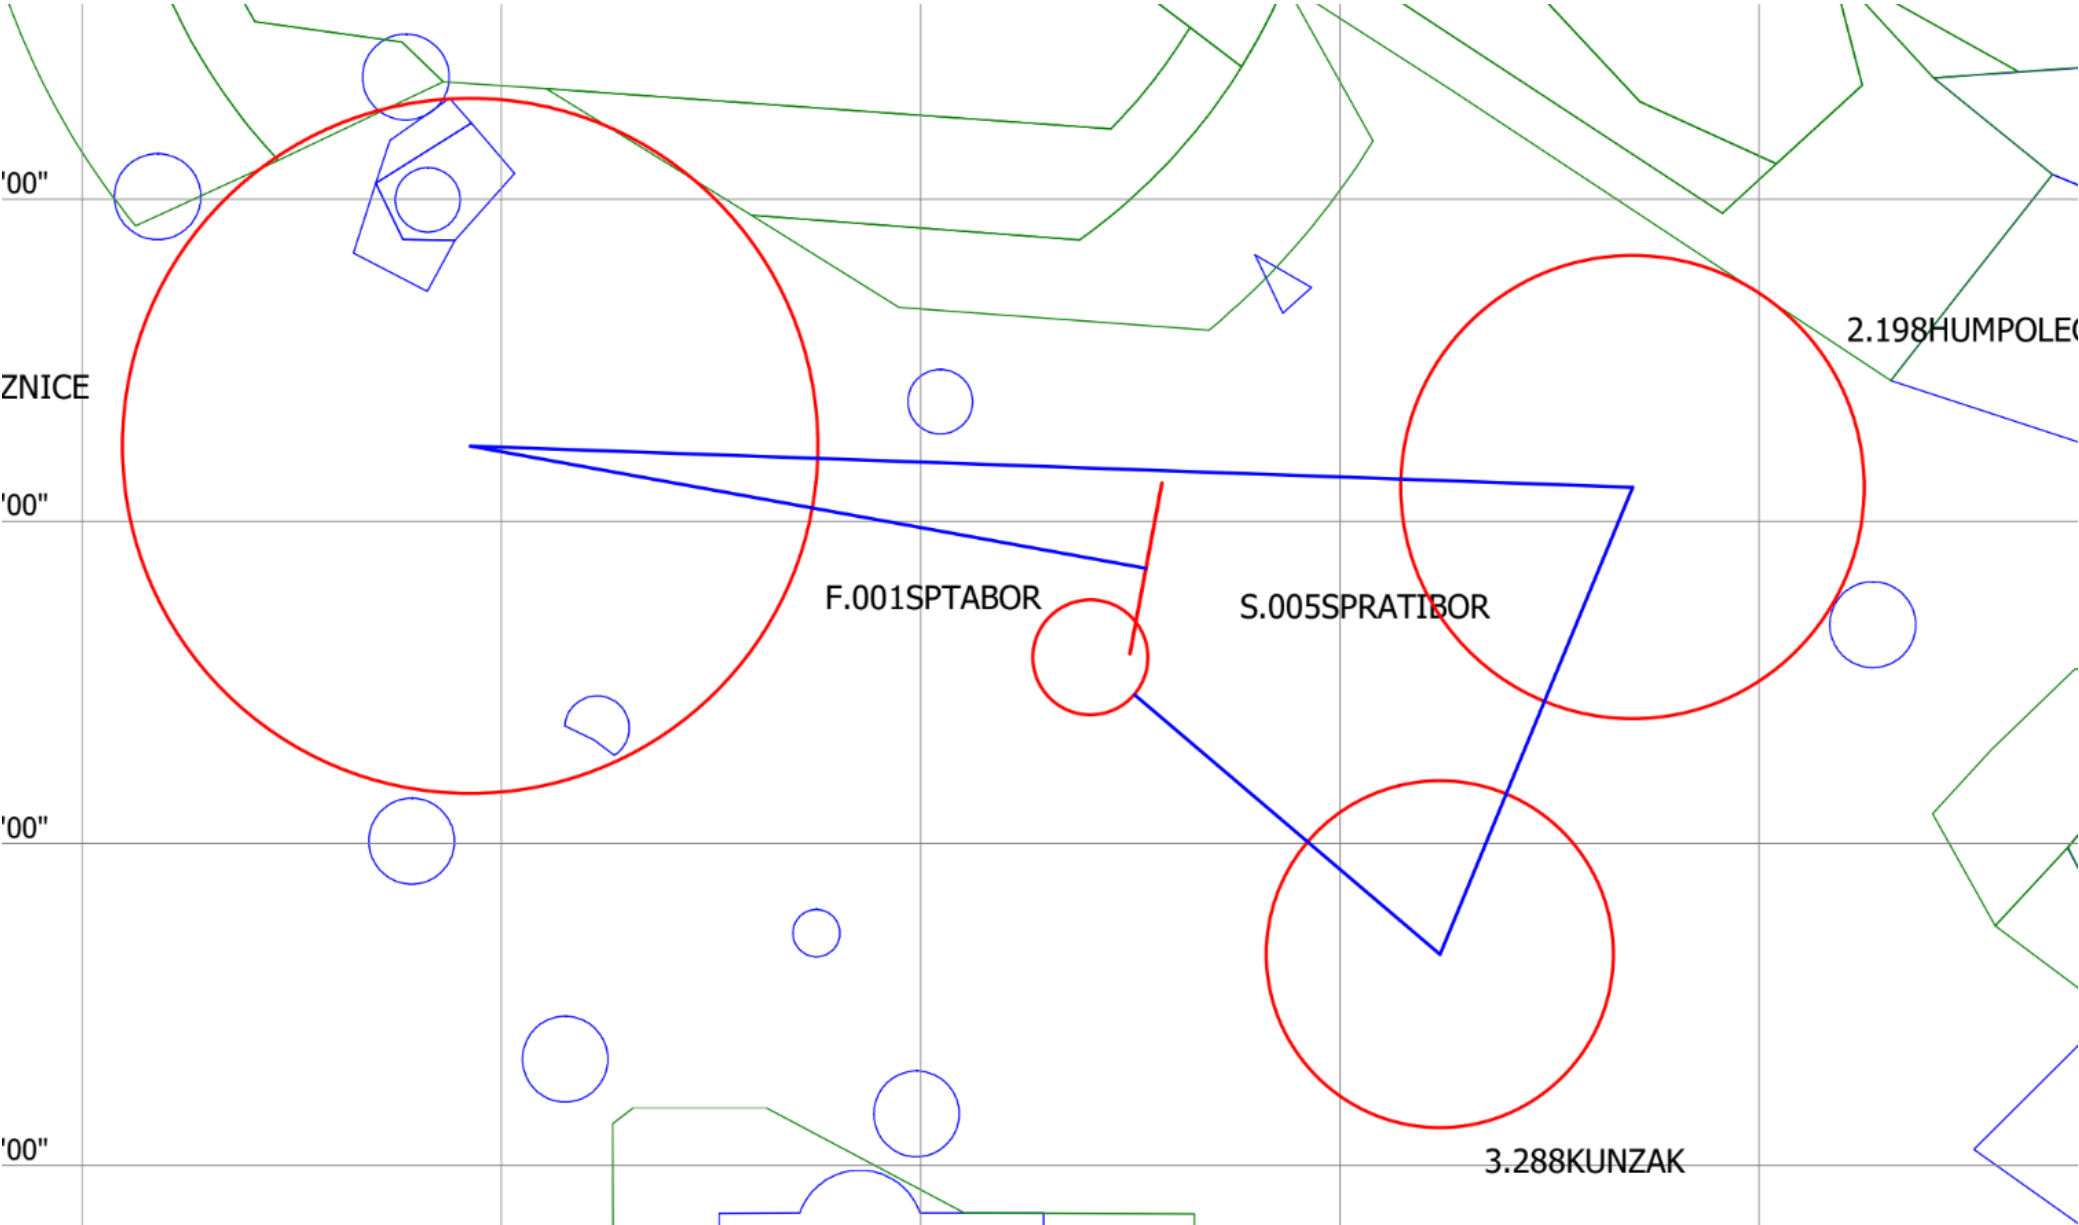 '00"
2.198HUMPOLEC
ZNICE
'00"
F.001SPTABOR
S.005SPRATIBOR
'00"
'00"
3.288KUNZAK